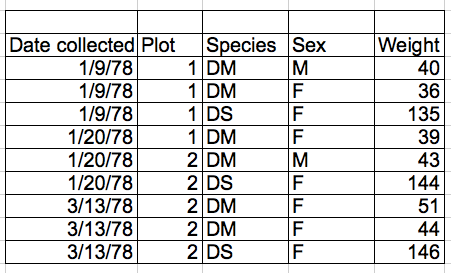 Date collected Plot Species Sex Weight
1/9/78 1 DM M 40
1/9/78 1 DM F 36
1/9/78 1 DS F 135
1/20/78 1 DM F 39
1/20/78 2 DM M 43
1/20/78 2 DS F 144
3/13/78 2 DM F 51
3/13/78 2 DM F 44
3/13/78 2 DS F 146